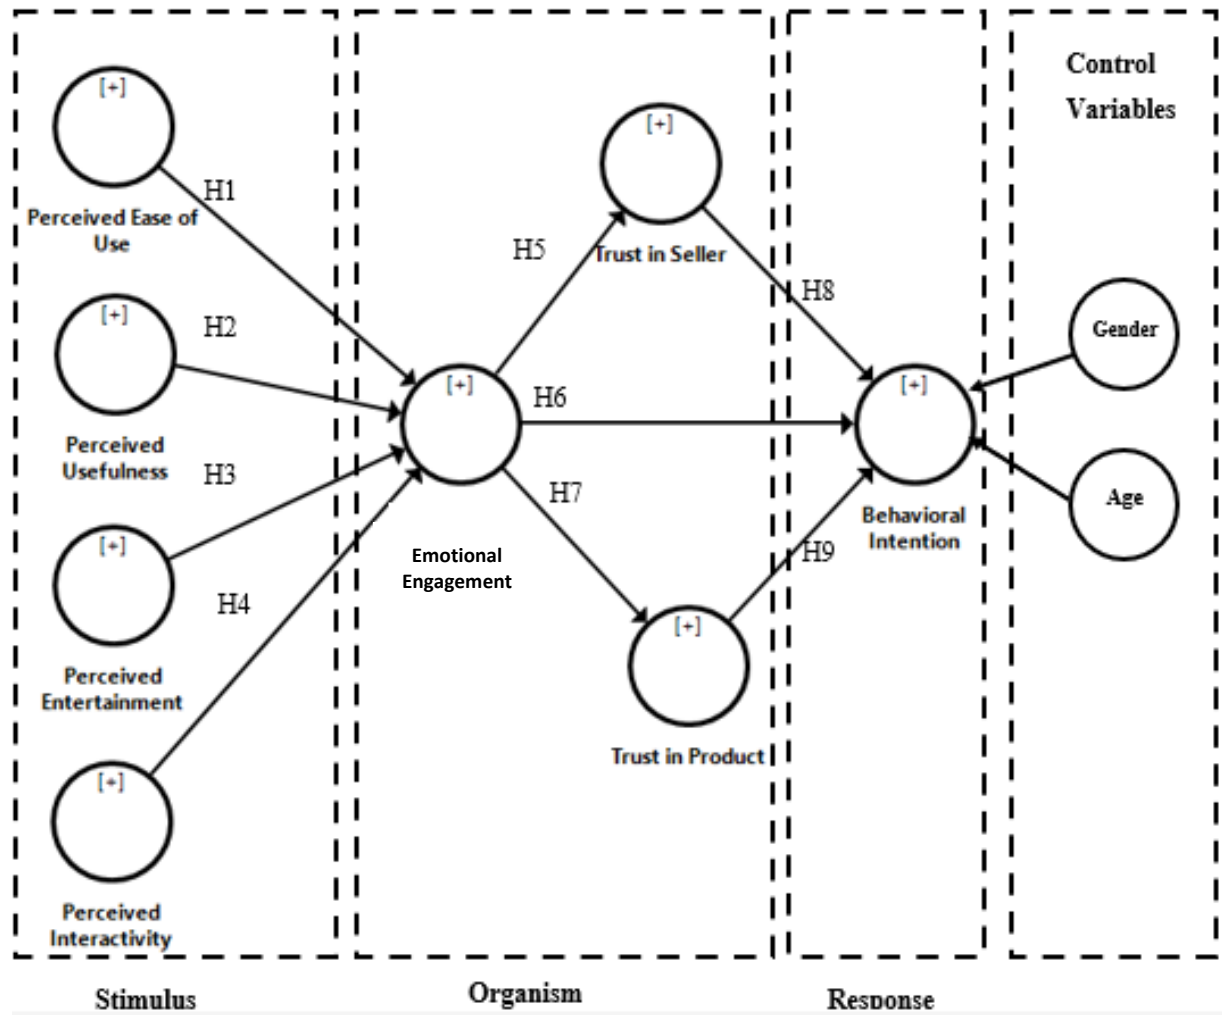 Control
Variables
[+]
Perceived Ease of
Use
H1
[+]
Perceived
Usefulness
H2
[+]
Perceived
Entertainment
H3
[+]
Perceived
Interactivity
H4
[+]
Emotional
Engagement
H5
H6
H7
[+]
Trust in Seller
[+]
Trust in Product
H8
H9
[+]
Behavioral
Intention
Gender
Age
Stimulus
Organism
Response